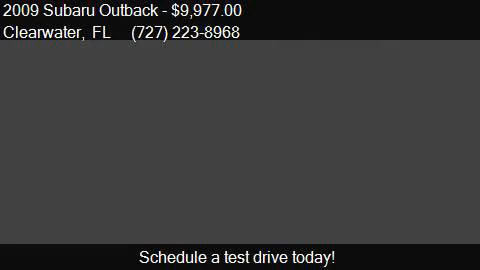 2009 Subaru Outback - $9,977.00
Clearwater, FL (727) 223-8968
Schedule a test drive today!